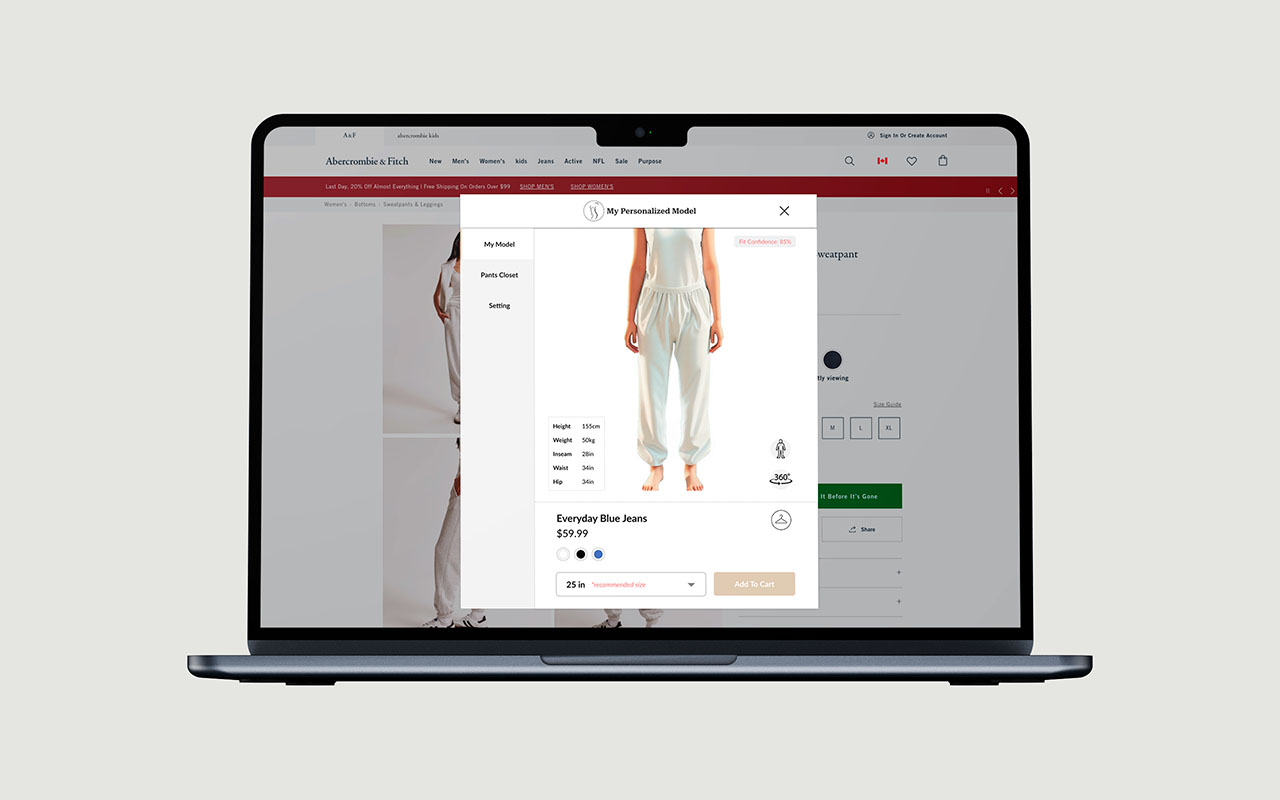 A&F
abercrombie kids
Sign In Or Create Account
Abercrombie & Fitch
New Men's Women's kids Jeans Active NFL Sale Purpose
Last Day, 20% Off Almost Everything | Free Shipping On Orders Over $99 SHOP MEN'S SHOP WOMEN'S
Women's Bottoms Sweatpants & Leggings
My Personalized Model
My Model
Pants Closet
Setting
Fit Confidence: 85%
Height 155cm
Weight 50kg
Inseam 28in
Waist 34in
Hip 34in
360°
Everyday Blue Jeans
$59.99
25 in *recommended size
Add To Cart
weatpant
tly viewing
Size Guide
M L XL
It Before It's Gone
Share